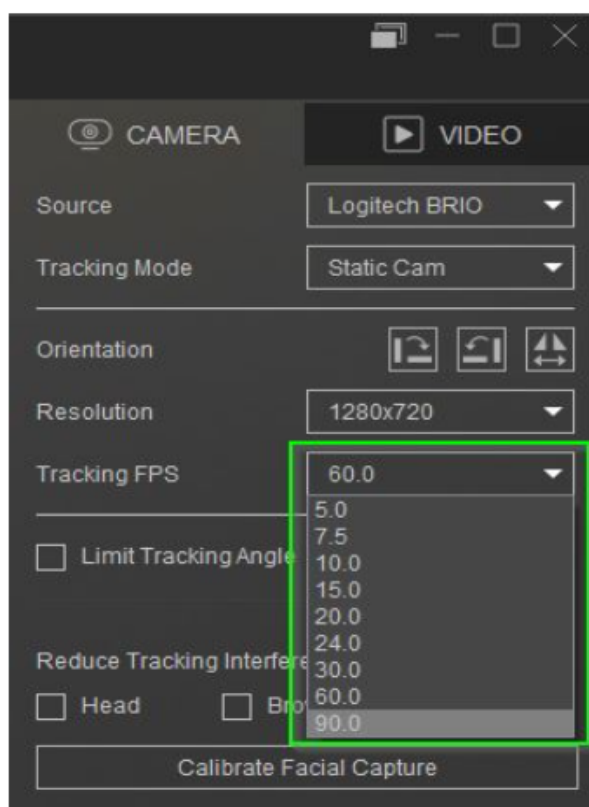 CAMERA
VIDEO
Source
Logitech BRIO
Tracking Mode
Static Cam
Orientation
Resolution
1280x720
Tracking FPS
60.0
5.0
7.5
10.0
15.0
20.0
24.0
30.0
60.0
90.0
Limit Tracking Angle
Reduce Tracking
Head
Calibrate Facial Capture